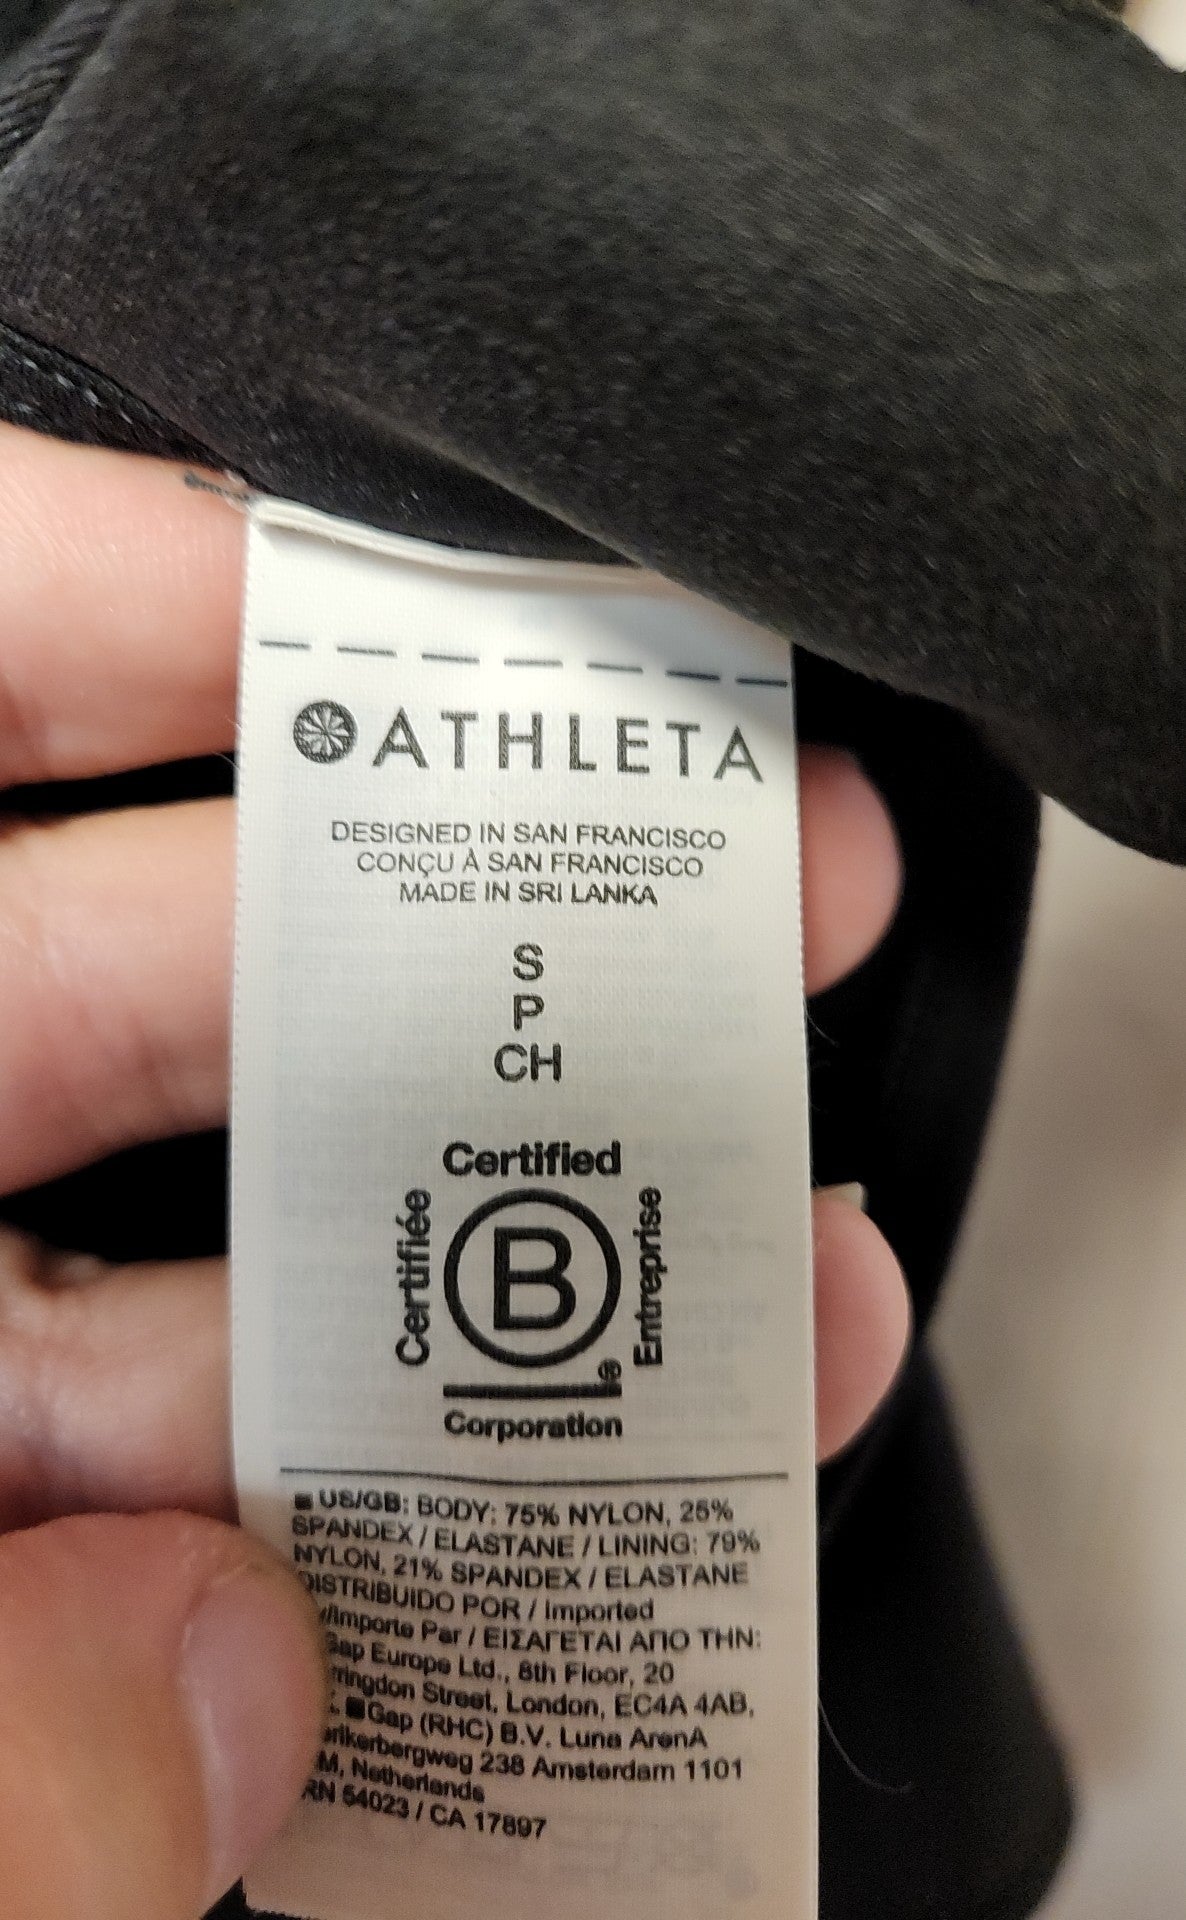 ATHLETA
DESIGNED IN SAN FRANCISCO
CONÇU À SAN FRANCISCO
MADE IN SRI LANKA
S
P
CH
Certified
Certifiée
B
Entreprise
®
Corporation
US/GB: BODY: 75% NYLON, 25%
SPANDEX / ELASTANE / LINING: 79%
NYLON, 21% SPANDEX / ELASTANE
DISTRIBUIDO POR / Imported
/Importe Par / ΕΙΣΑΓΕΤΑΙ ΑΠΟ ΤΗΝ:
Gap Europe Ltd., 8th Floor, 20
Street, London, EC4A 4AB,
Gap (RHC) B.V. Luna ArenA
238 Amsterdam 1101
Netherlands
RN 54023 / CA 17897